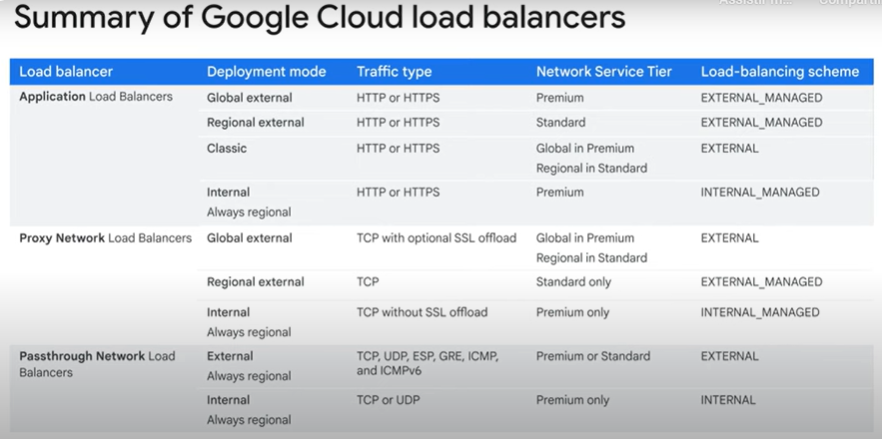 Summary of Google Cloud load balancers
Load balancer Deployment mode Traffic type Network Service Tier Load-balancing scheme
Application Load Balancers Global external HTTP or HTTPS Premium EXTERNAL_MANAGED
Regional external HTTP or HTTPS Standard EXTERNAL_MANAGED
Classic HTTP or HTTPS Global in Premium EXTERNAL
Regional in Standard
Internal HTTP or HTTPS Premium INTERNAL_MANAGED
Always regional
Proxy Network Load Balancers Global external TCP with optional SSL offload Global in Premium EXTERNAL
Regional in Standard
Regional external TCP Standard only EXTERNAL_MANAGED
Internal TCP without SSL offload Premium only INTERNAL_MANAGED
Always regional
Passthrough Network Load External TCP, UDP, ESP, GRE, ICMP, Premium or Standard EXTERNAL
Balancers Always regional and ICMPv6
Internal TCP or UDP Premium only INTERNAL
Always regional